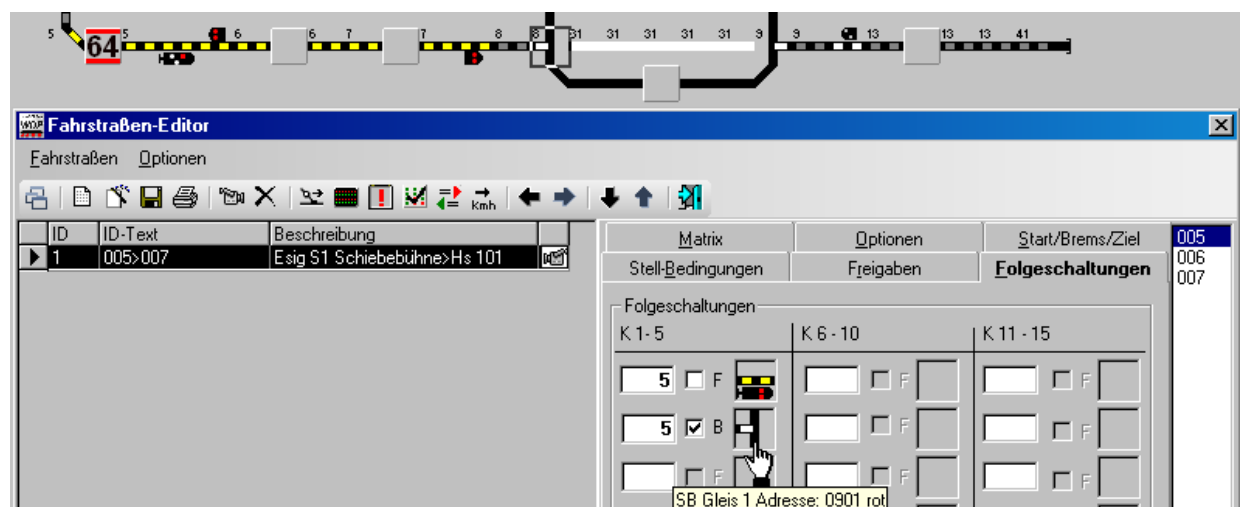 5 64 5 6 6 7 7 8 8 31 31 31 31 31 9 9 13 13 13 41
Fahrstraßen-Editor
Fahrstraßen Optionen
Kmh
ID ID-Text Beschreibung
1 005>007 Esig S1 Schiebebühne>Hs 101
Matrix Optionen Start/Brems/Ziel
Stell-Bedingungen Freigaben Folgeschaltungen
005
006
007
Folgeschaltungen
K 1- 5 K 6 - 10 K 11 - 15
5 F F F
5 B F F
F F F
SB Gleis 1 Adresse: 0901 rot